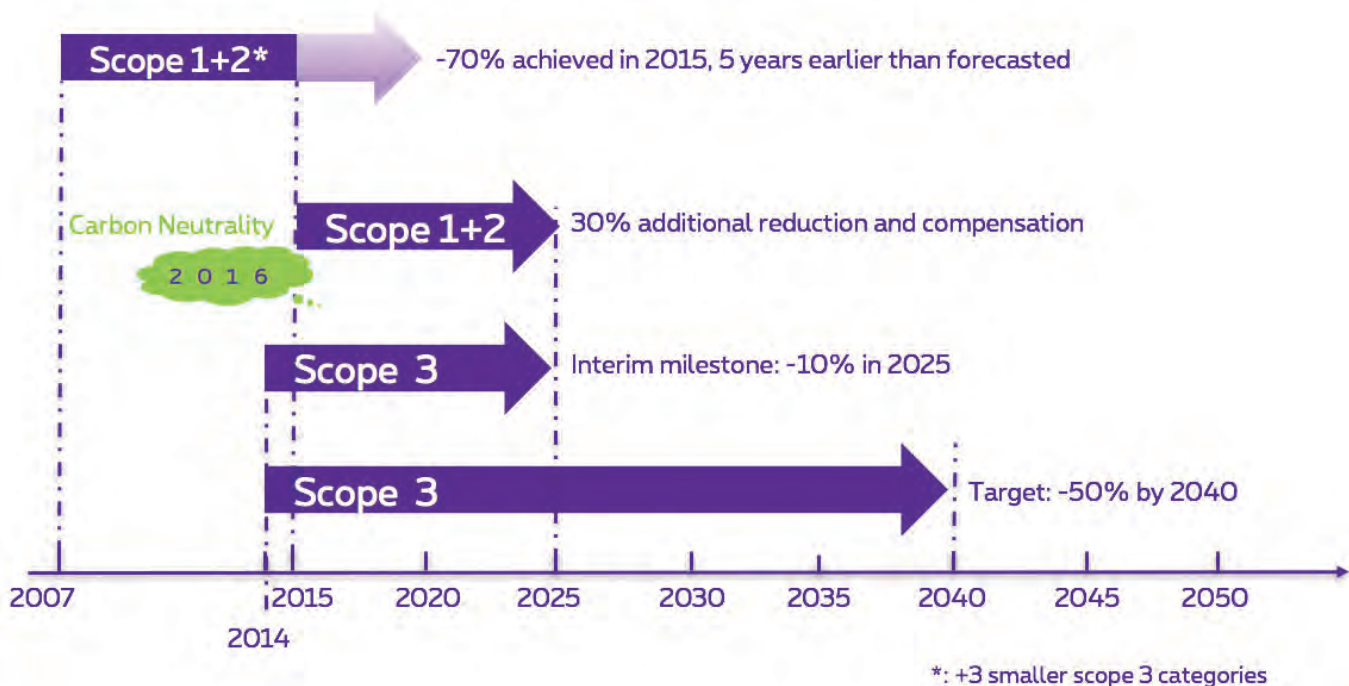 Scope 1+2*
-70% achieved in 2015, 5 years earlier than forecasted
Carbon Neutrality
2 0 1 6
Scope 1+2
30% additional reduction and compensation
Scope 3
Interim milestone: -10% in 2025
Scope 3
Target: -50% by 2040
2007
2015
2020
2025
2030
2035
2040
2045
2050
2014
*: +3 smaller scope 3 categories